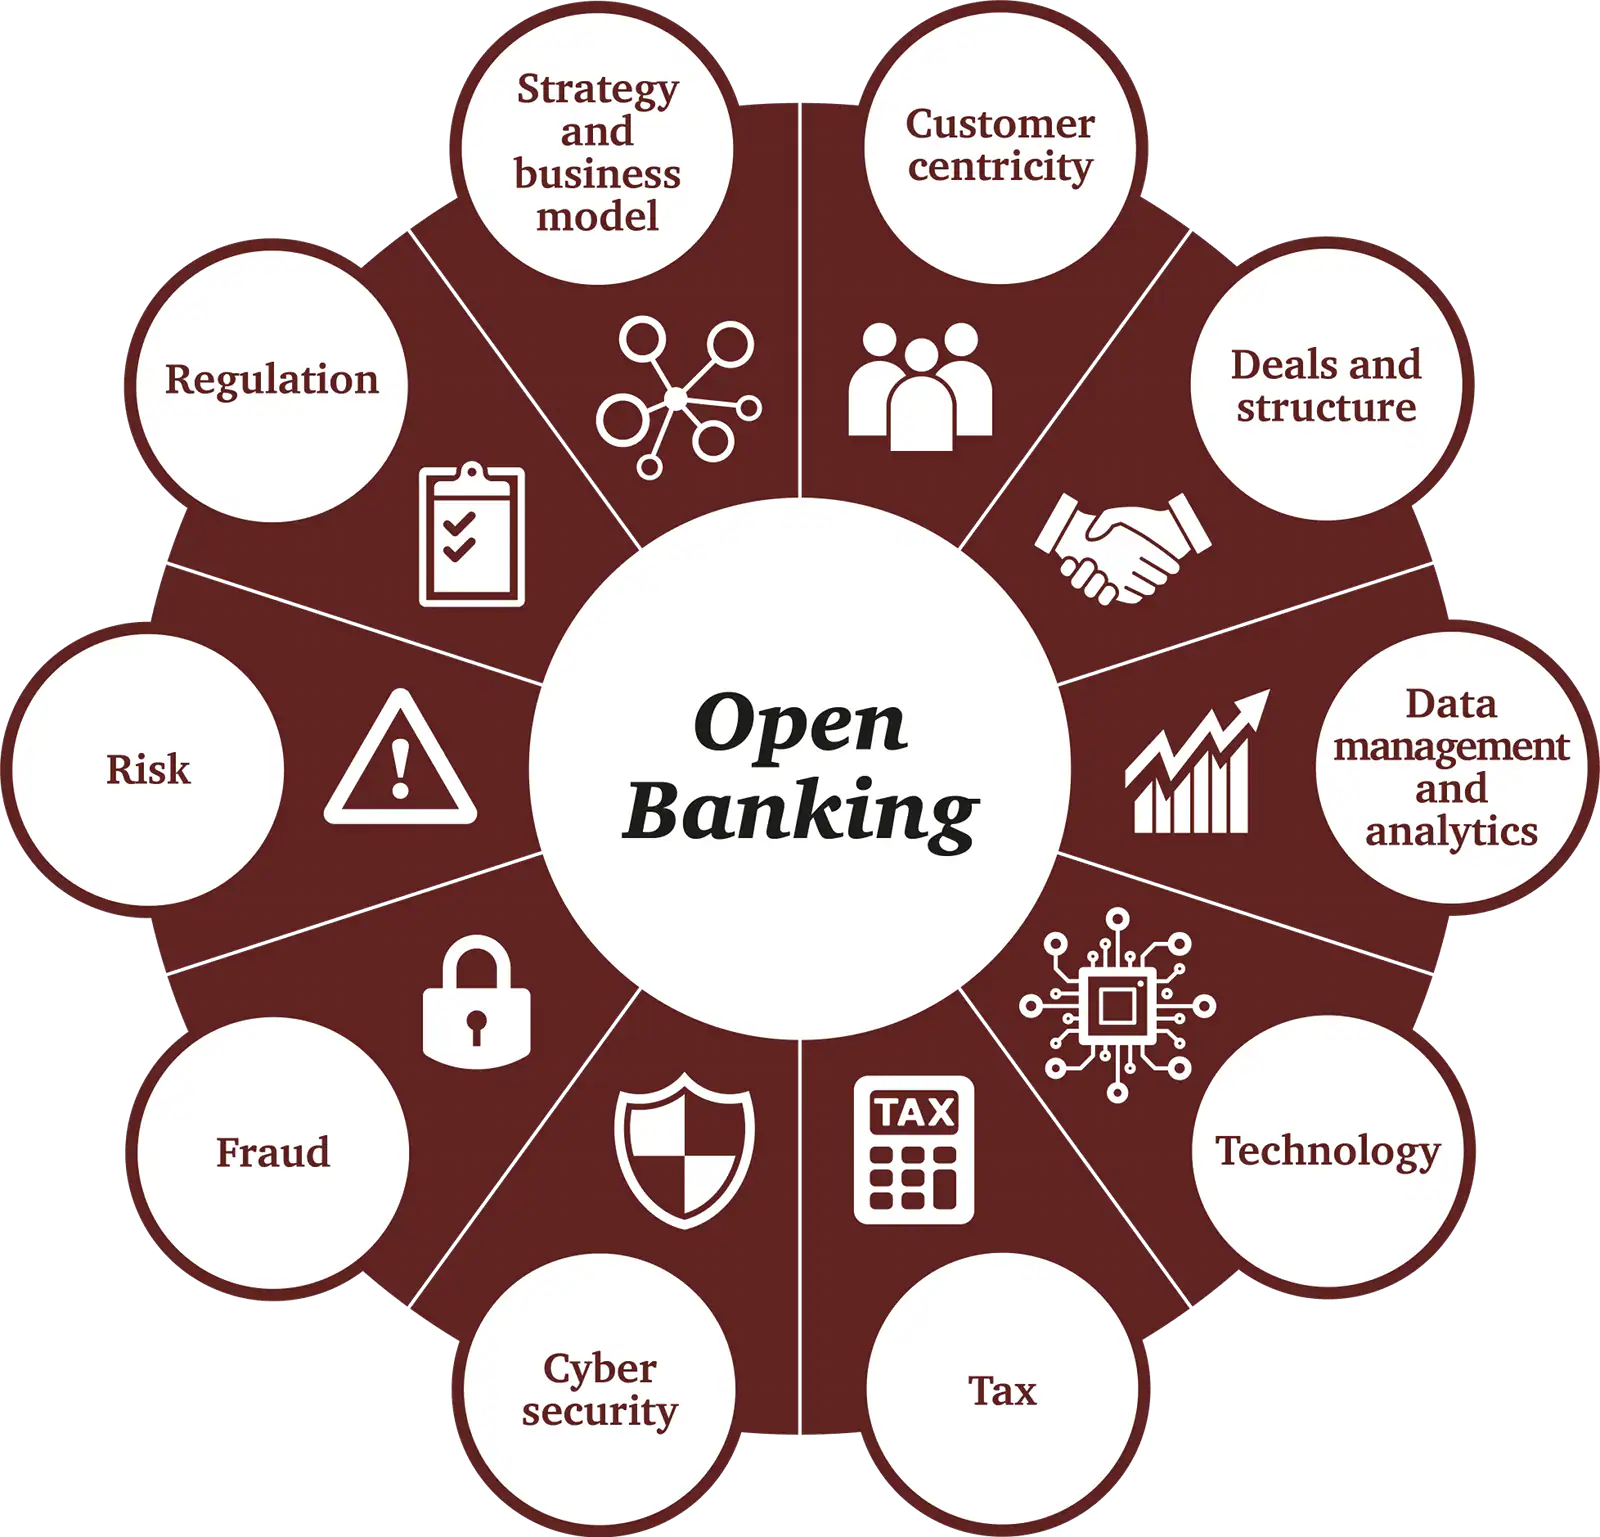 Strategy
and
business
model
Customer
centricity
Regulation
Deals and
structure
Risk
Open
Banking
Data
management
and
analytics
Fraud
TAX
Technology
Cyber
security
Tax